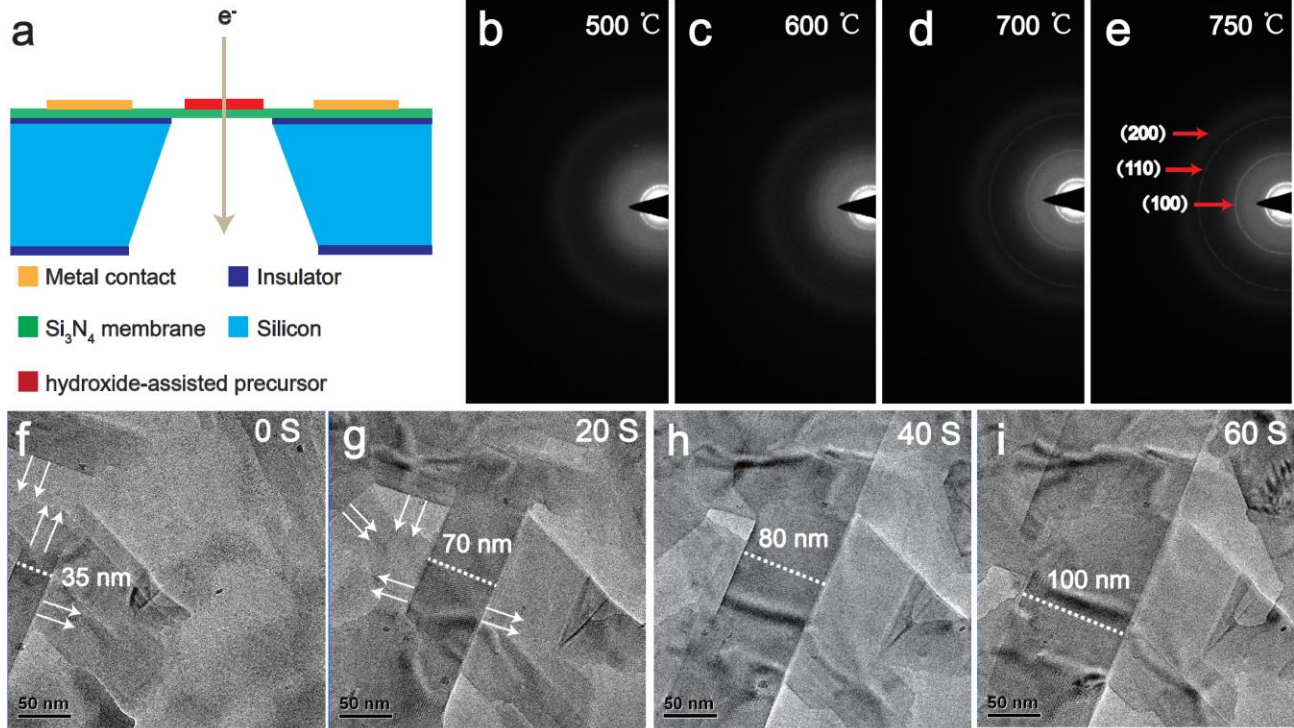 a
e⁻
Metal contact
Insulator
Si₃N₄ membrane
Silicon
hydroxide-assisted precursor
b
500 ℃
c
600 ℃
d
700 ℃
e
750 ℃
(200)
(110)
(100)
f
0 S
35 nm
50 nm
g
20 S
70 nm
50 nm
h
40 S
80 nm
50 nm
i
60 S
100 nm
50 nm